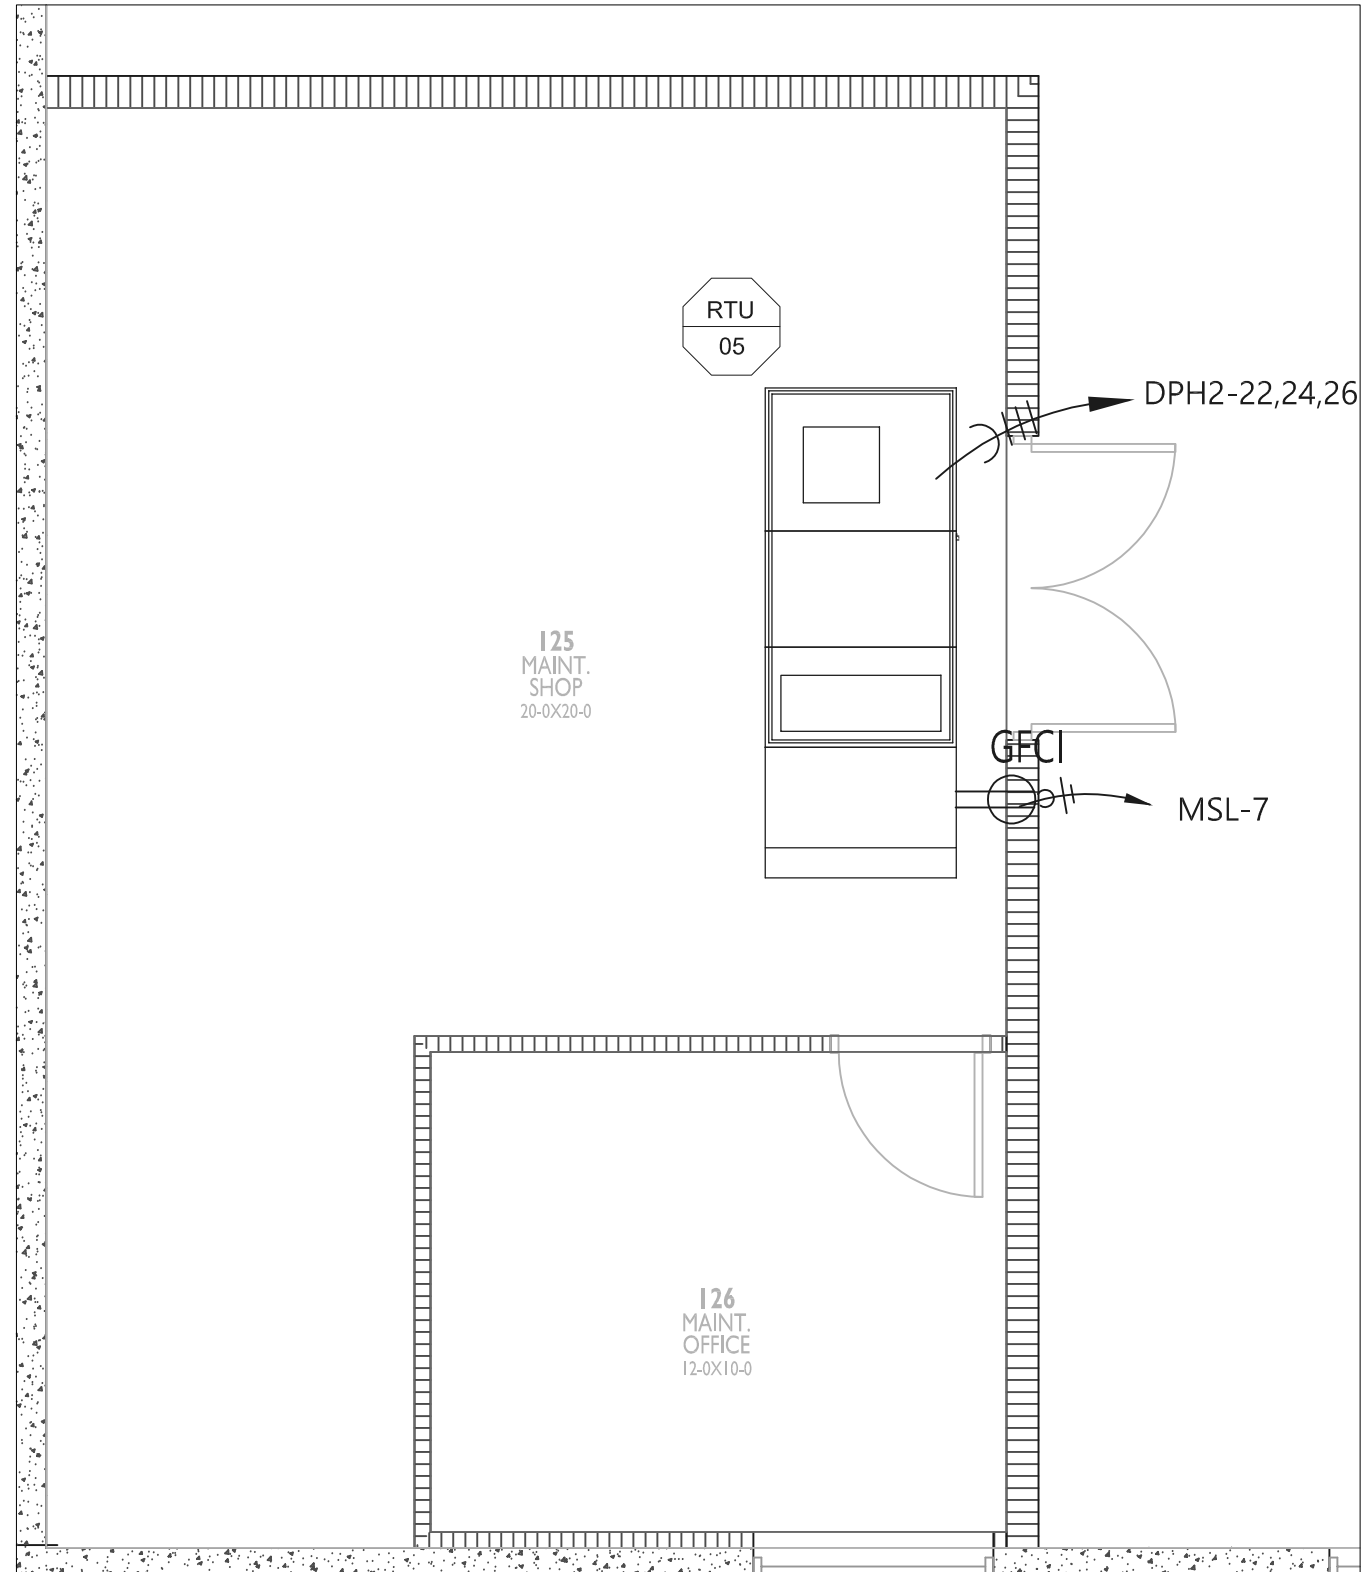 RTU
05
DPH2-22,24,26
125
MAINT.
SHOP
20-0X20-0
GFCI
MSL-7
126
MAINT.
OFFICE
12-0X10-0